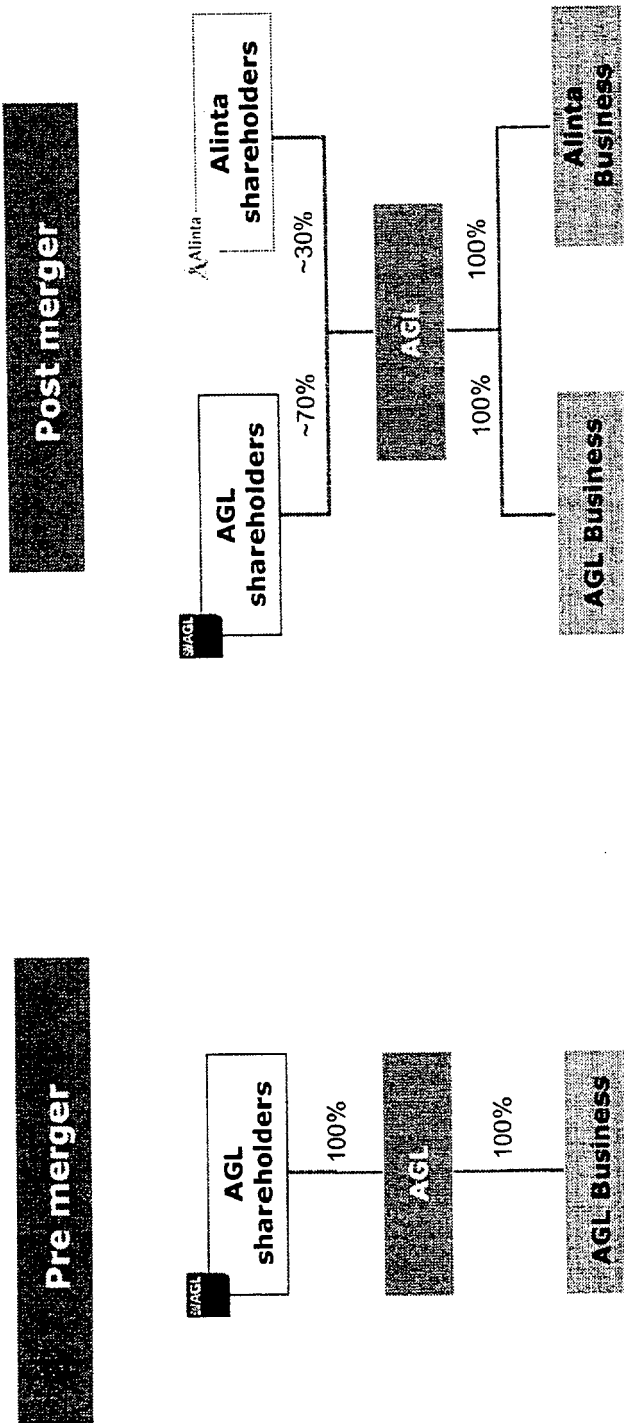 Pre merger
AGL
AGL
shareholders
100%
AGL
100%
AGL Business
Post merger
AGL
AGL
shareholders
Alinta
Alinta
shareholders
~70%
~30%
AGL
100%
100%
AGL Business
Alinta
Business